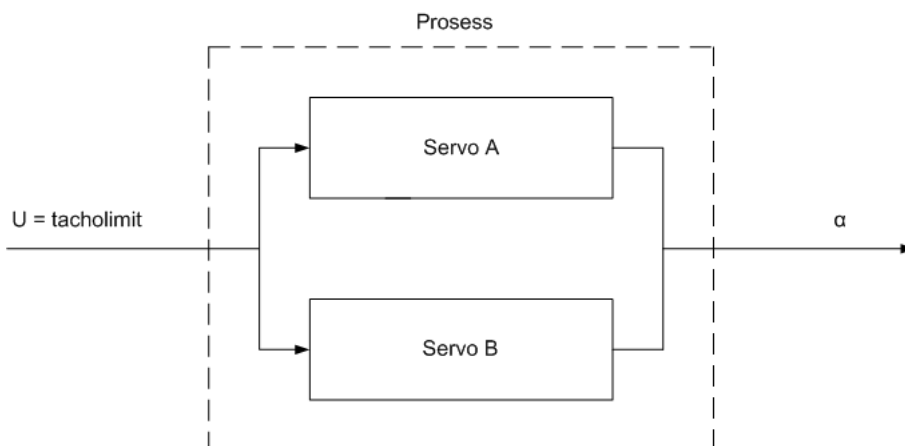 Prosess
Servo A
U = tacholimit
α
Servo B